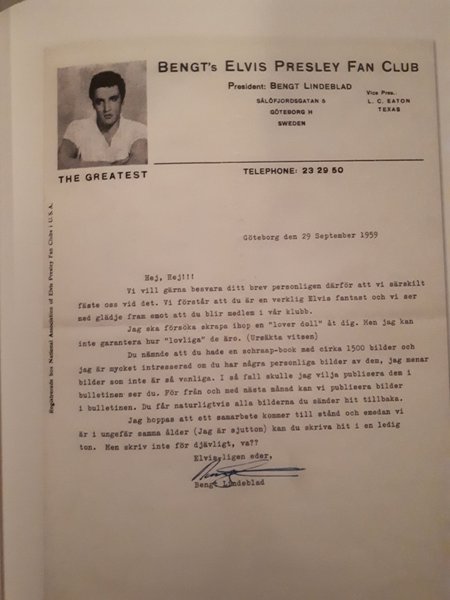 BENGT's ELVIS PRESLEY FAN CLUB
President: BENGT LINDEBLAD
SÄLÖFJORDSGATAN 5
GÖTEBORG H
SWEDEN
Vice Pres.
L. C. EATON
TEXAS
THE GREATEST
TELEPHONE: 23 29 50
Registrerade hos National Association of Elvis Presley Fan Clubs i U.S.A.
Göteborg den 29 September 1959
Hej, Hej!!!
Vi vill gärna besvara ditt brev personligen därför att vi särskilt
fäste oss vid det. Vi förstår att du är en verklig Elvis fantast och vi ser
med glädje fram emot att du blir medlem i vår klubb.
Jag ska försöka skrapa ihop en "lover doll" åt dig. Men jag kan
inte garantera hur "lovliga" de äro. (Ursäkta vitsen)
Du nämnde att du hade en schraap-book med cirka 1500 bilder och
jag är mycket intresserad om du har några personliga bilder av dem, jag menar
bilder som inte är så vanliga. I så fall skulle jag vilja publisera dem i
bulletinen ser du. För från och med nästa månad kan vi publisera bilder
i bulletinen. Du får naturligtvis alla bilderna du sänder hit tillbaka.
Jag hoppas att ett samarbete kommer till stånd och emedan vi
är i ungefär samma ålder (Jag är sjutton) kan du skriva hit i en ledig
ton. Men skriv inte för djävligt, va??
Elvis-ligen eder,
Bengt Lindeblad